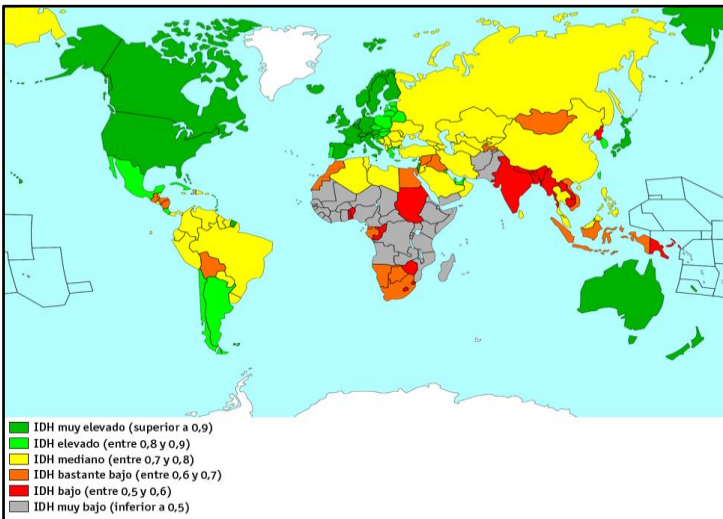 IDH muy elevado (superior a 0,9)
IDH elevado (entre 0,8 y 0,9)
IDH mediano (entre 0,7 y 0,8)
IDH bastante bajo (entre 0,6 y 0,7)
IDH bajo (entre 0,5 y 0,6)
IDH muy bajo (inferior a 0,5)